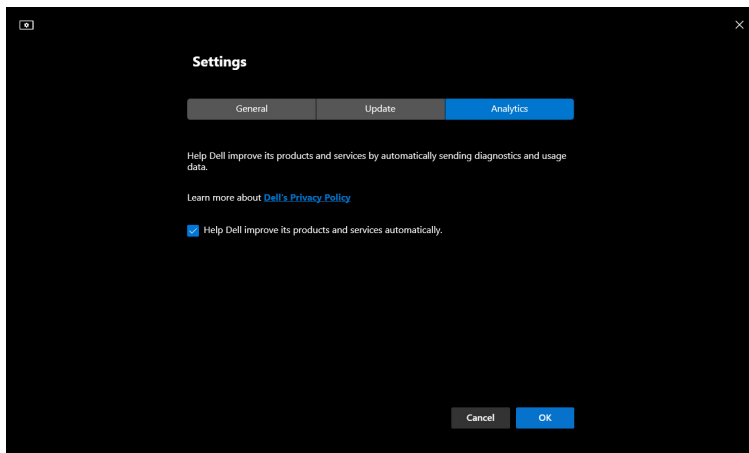 Settings
General Update Analytics
Help Dell improve its products and services by automatically sending diagnostics and usage
data.
Learn more about Dell's Privacy Policy
Help Dell improve its products and services automatically.
Cancel OK